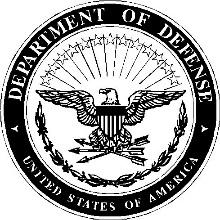 DEPARTMENT OF DEFENSE
UNITED STATES OF AMERICA